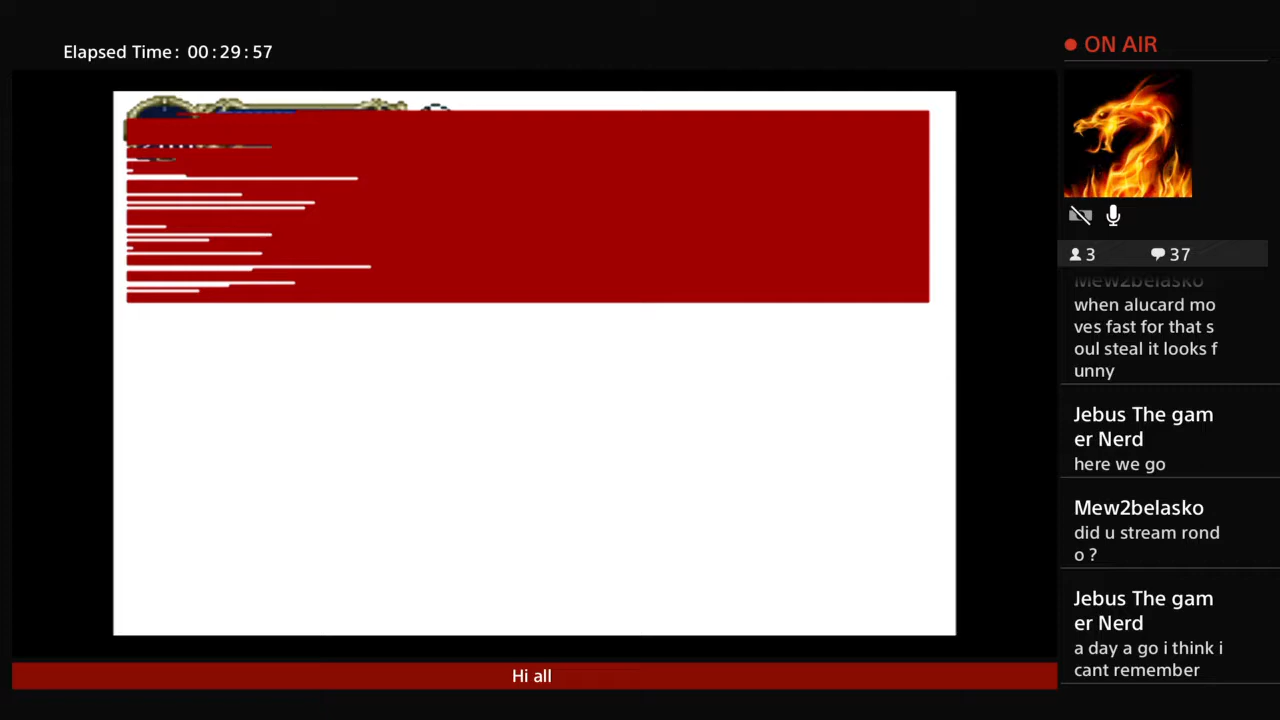 Elapsed Time: 00:29:57
ON AIR
3 37
Mew2belasko
when alucard mo
ves fast for that s
oul steal it looks f
unny
Jebus The gam
er Nerd
here we go
Mew2belasko
did u stream rond
o ?
Jebus The gam
er Nerd
a day a go i think i
cant remember
Hi all